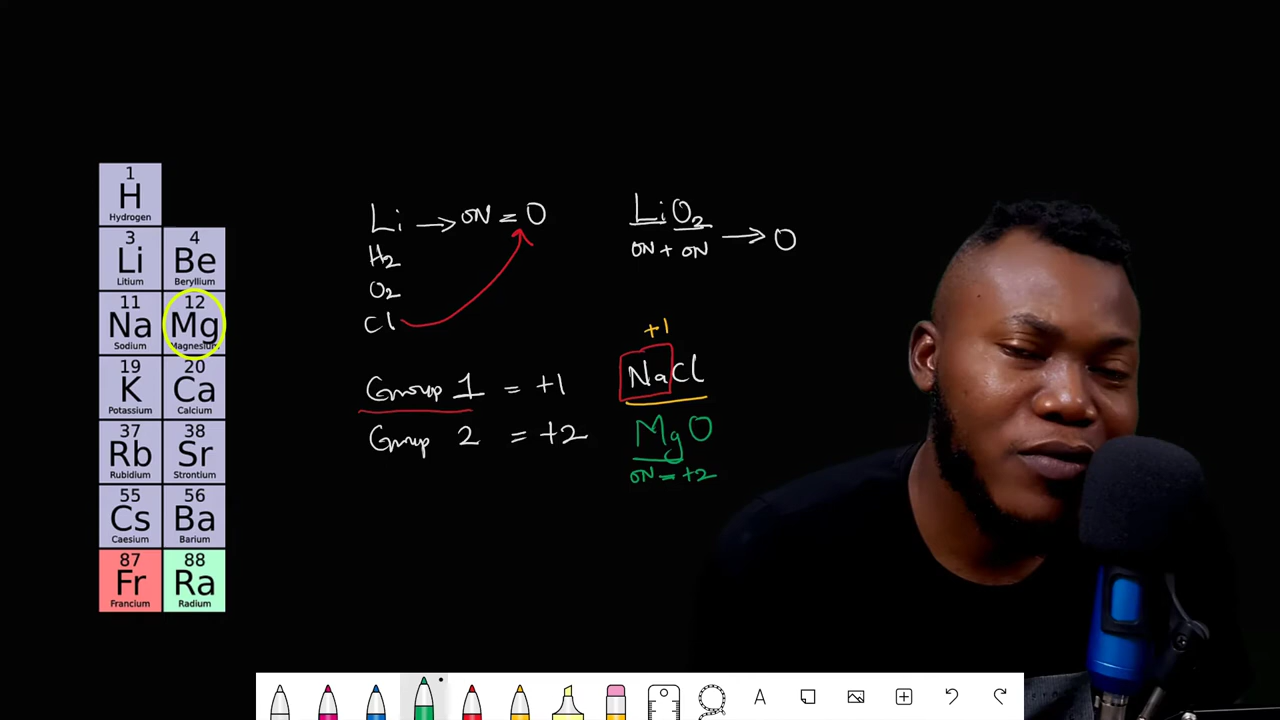 1
H
Hydrogen
3
Li
Litium
4
Be
Beryllium
11
Na
Sodium
12
Mg
Magnesium
19
K
Potassium
20
Ca
Calcium
37
Rb
Rubidium
38
Sr
Strontium
55
Cs
Caesium
56
Ba
Barium
87
Fr
Francium
88
Ra
Radium
Li → ON = 0
H2
O2
Cl
Group 1 = +1
Group 2 = +2
LiO2
ON + ON → 0
+1
NaCl
MgO
ON = +2
A